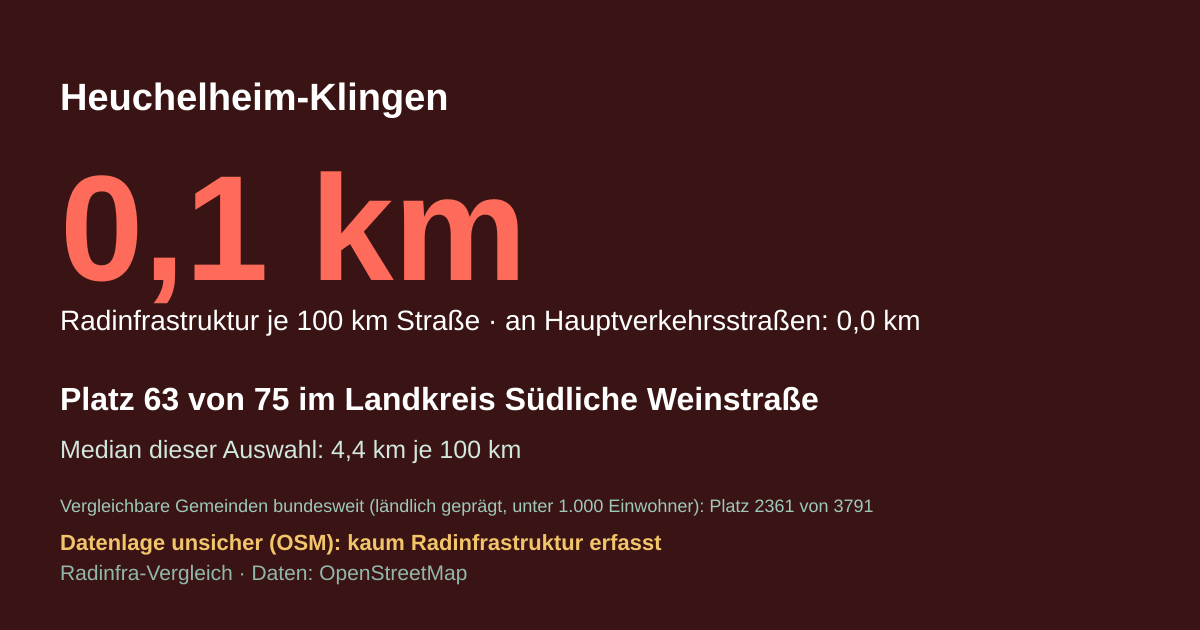 Heuchelheim-Klingen
0,1 km
Radinfrastruktur je 100 km Straße · an Hauptverkehrsstraßen: 0,0 km
Platz 63 von 75 im Landkreis Südliche Weinstraße
Median dieser Auswahl: 4,4 km je 100 km
Vergleichbare Gemeinden bundesweit (ländlich geprägt, unter 1.000 Einwohner): Platz 2361 von 3791
Datenlage unsicher (OSM): kaum Radinfrastruktur erfasst
Radinfra-Vergleich · Daten: OpenStreetMap